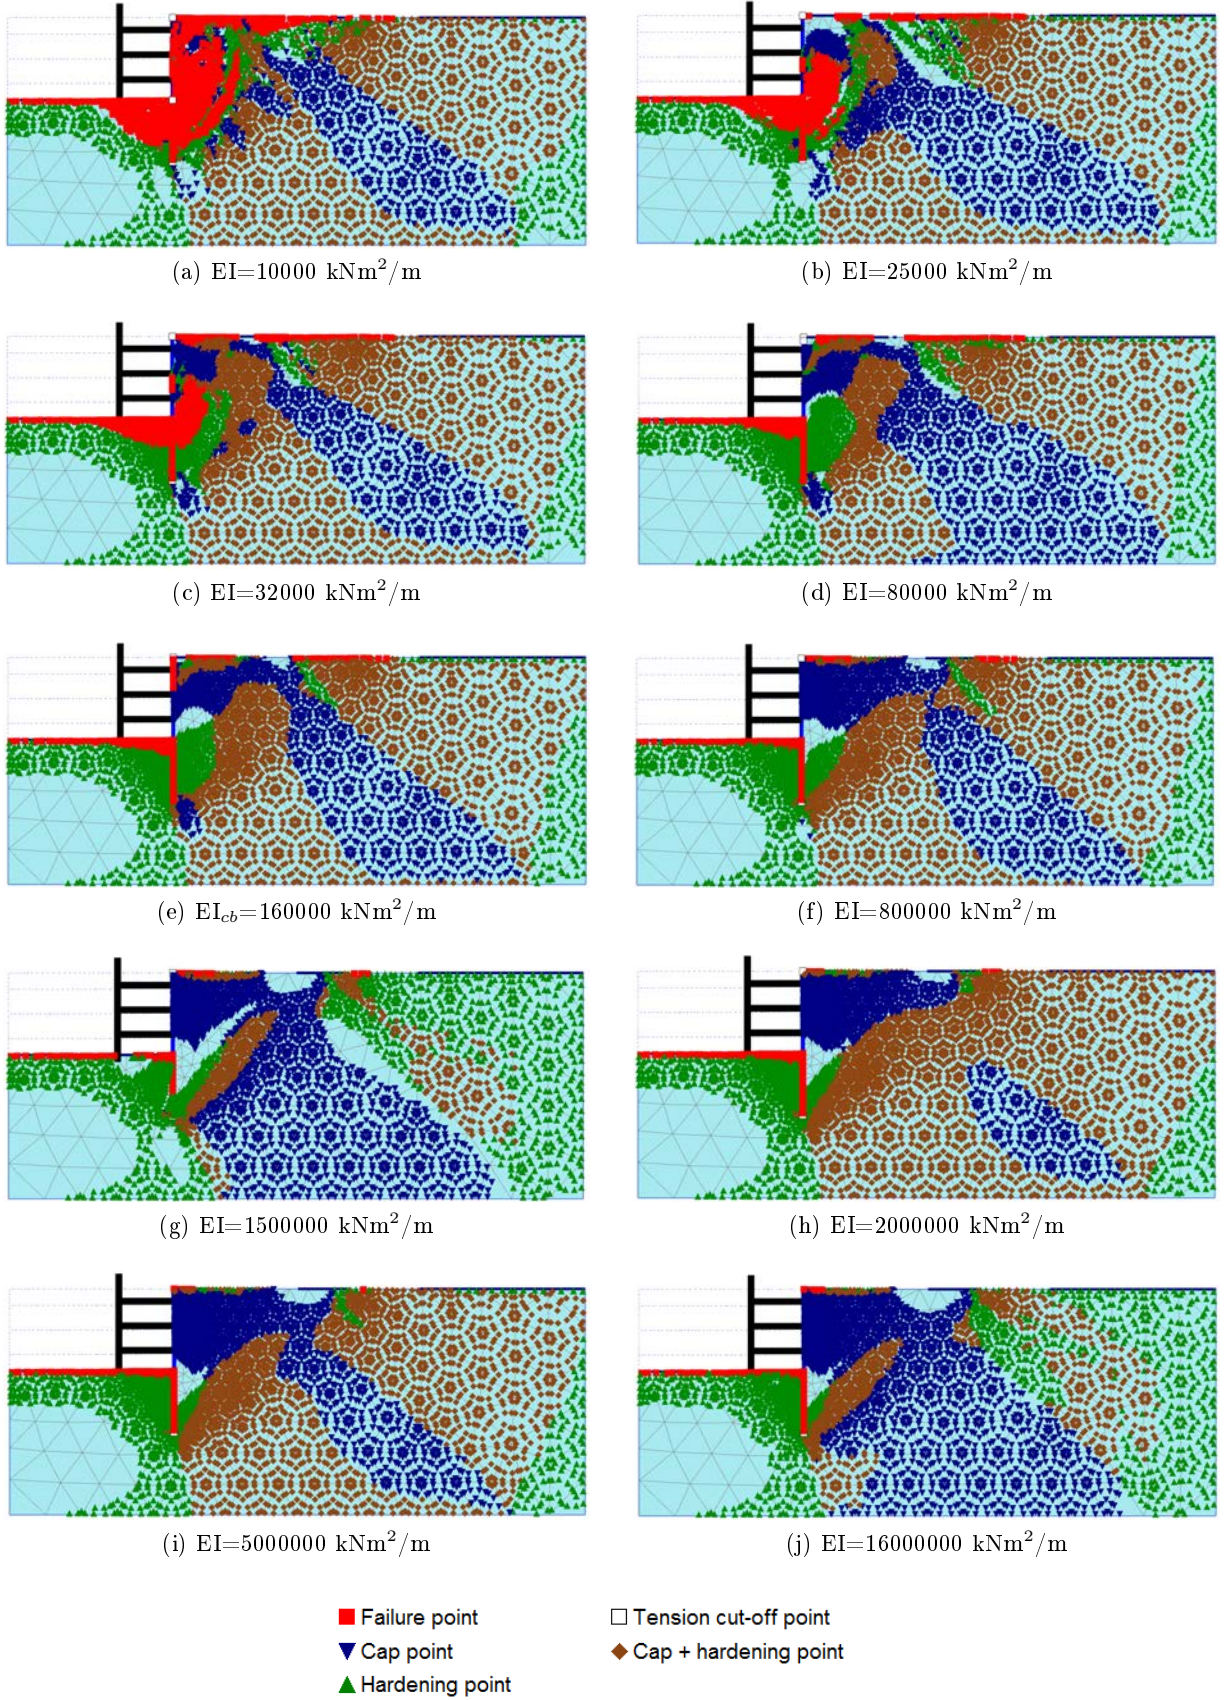 (a) EI=10000 kNm²/m
(b) EI=25000 kNm²/m
(c) EI=32000 kNm²/m
(d) EI=80000 kNm²/m
(e) EI_cb=160000 kNm²/m
(f) EI=800000 kNm²/m
(g) EI=1500000 kNm²/m
(h) EI=2000000 kNm²/m
(i) EI=5000000 kNm²/m
(j) EI=16000000 kNm²/m
Failure point
Tension cut-off point
Cap point
Cap + hardening point
Hardening point